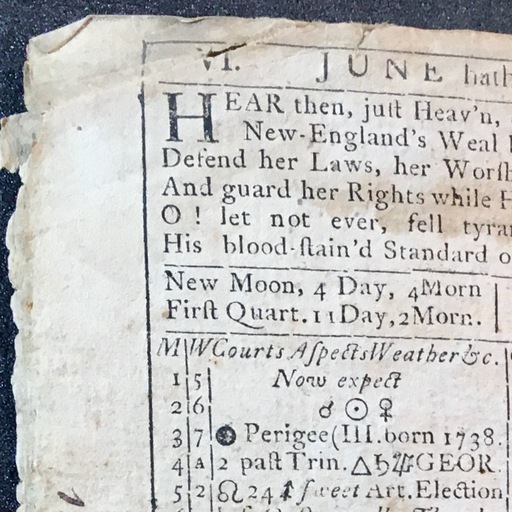 VI. JUNE hath
HEAR then, juſt Heav'n,
New-England's Weal
Defend her Laws, her Worſh
And guard her Rights while H
O! let not ever, fell tyra
His blood-ſtain'd Standard o
New Moon, 4 Day, 4 Morn
Firſt Quart. 11 Day, 2 Morn.
M W Courts Aſpects Weather &c.
1 5 Now expect
2 6 ♂ ☉ ♀
3 7 ● Perigee (III. born 1738.
4 A 2 paſt Trin. △ ♄ ♃ GEOR.
5 2 ♌ 24 ſweet Art. Election